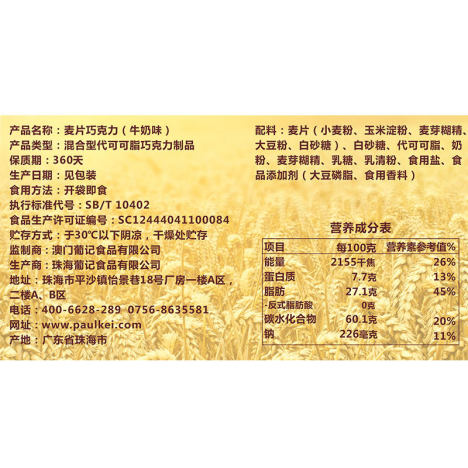 产品名称：麦片巧克力（牛奶味）
产品类型：混合型代可可脂巧克力制品
保质期：360天
生产日期：见包装
食用方法：开袋即食
执行标准代号：SB/T 10402
食品生产许可证编号：SC12444041100084
贮存方式：于30℃以下阴凉，干燥处贮存
监制商：澳门葡记食品有限公司
生产商：珠海葡记食品有限公司
地址：珠海市平沙镇怡景巷18号厂房一楼A区，
二楼A、B区
电话：400-6628-289  0756-8635581
网址：www.paulkei.com
产地：广东省珠海市
配料：麦片（小麦粉、玉米淀粉、麦芽糊精、
大豆粉、白砂糖）、白砂糖、代可可脂、奶
粉、麦芽糊精、乳糖、乳清粉、食用盐、食
品添加剂（大豆磷脂、食用香料）
营养成分表
项目 每100克 营养素参考值%
能量 2155千焦 26%
蛋白质 7.7克 13%
脂肪 27.1克 45%
-反式脂肪酸 0克
碳水化合物 60.1克 20%
钠 226毫克 11%